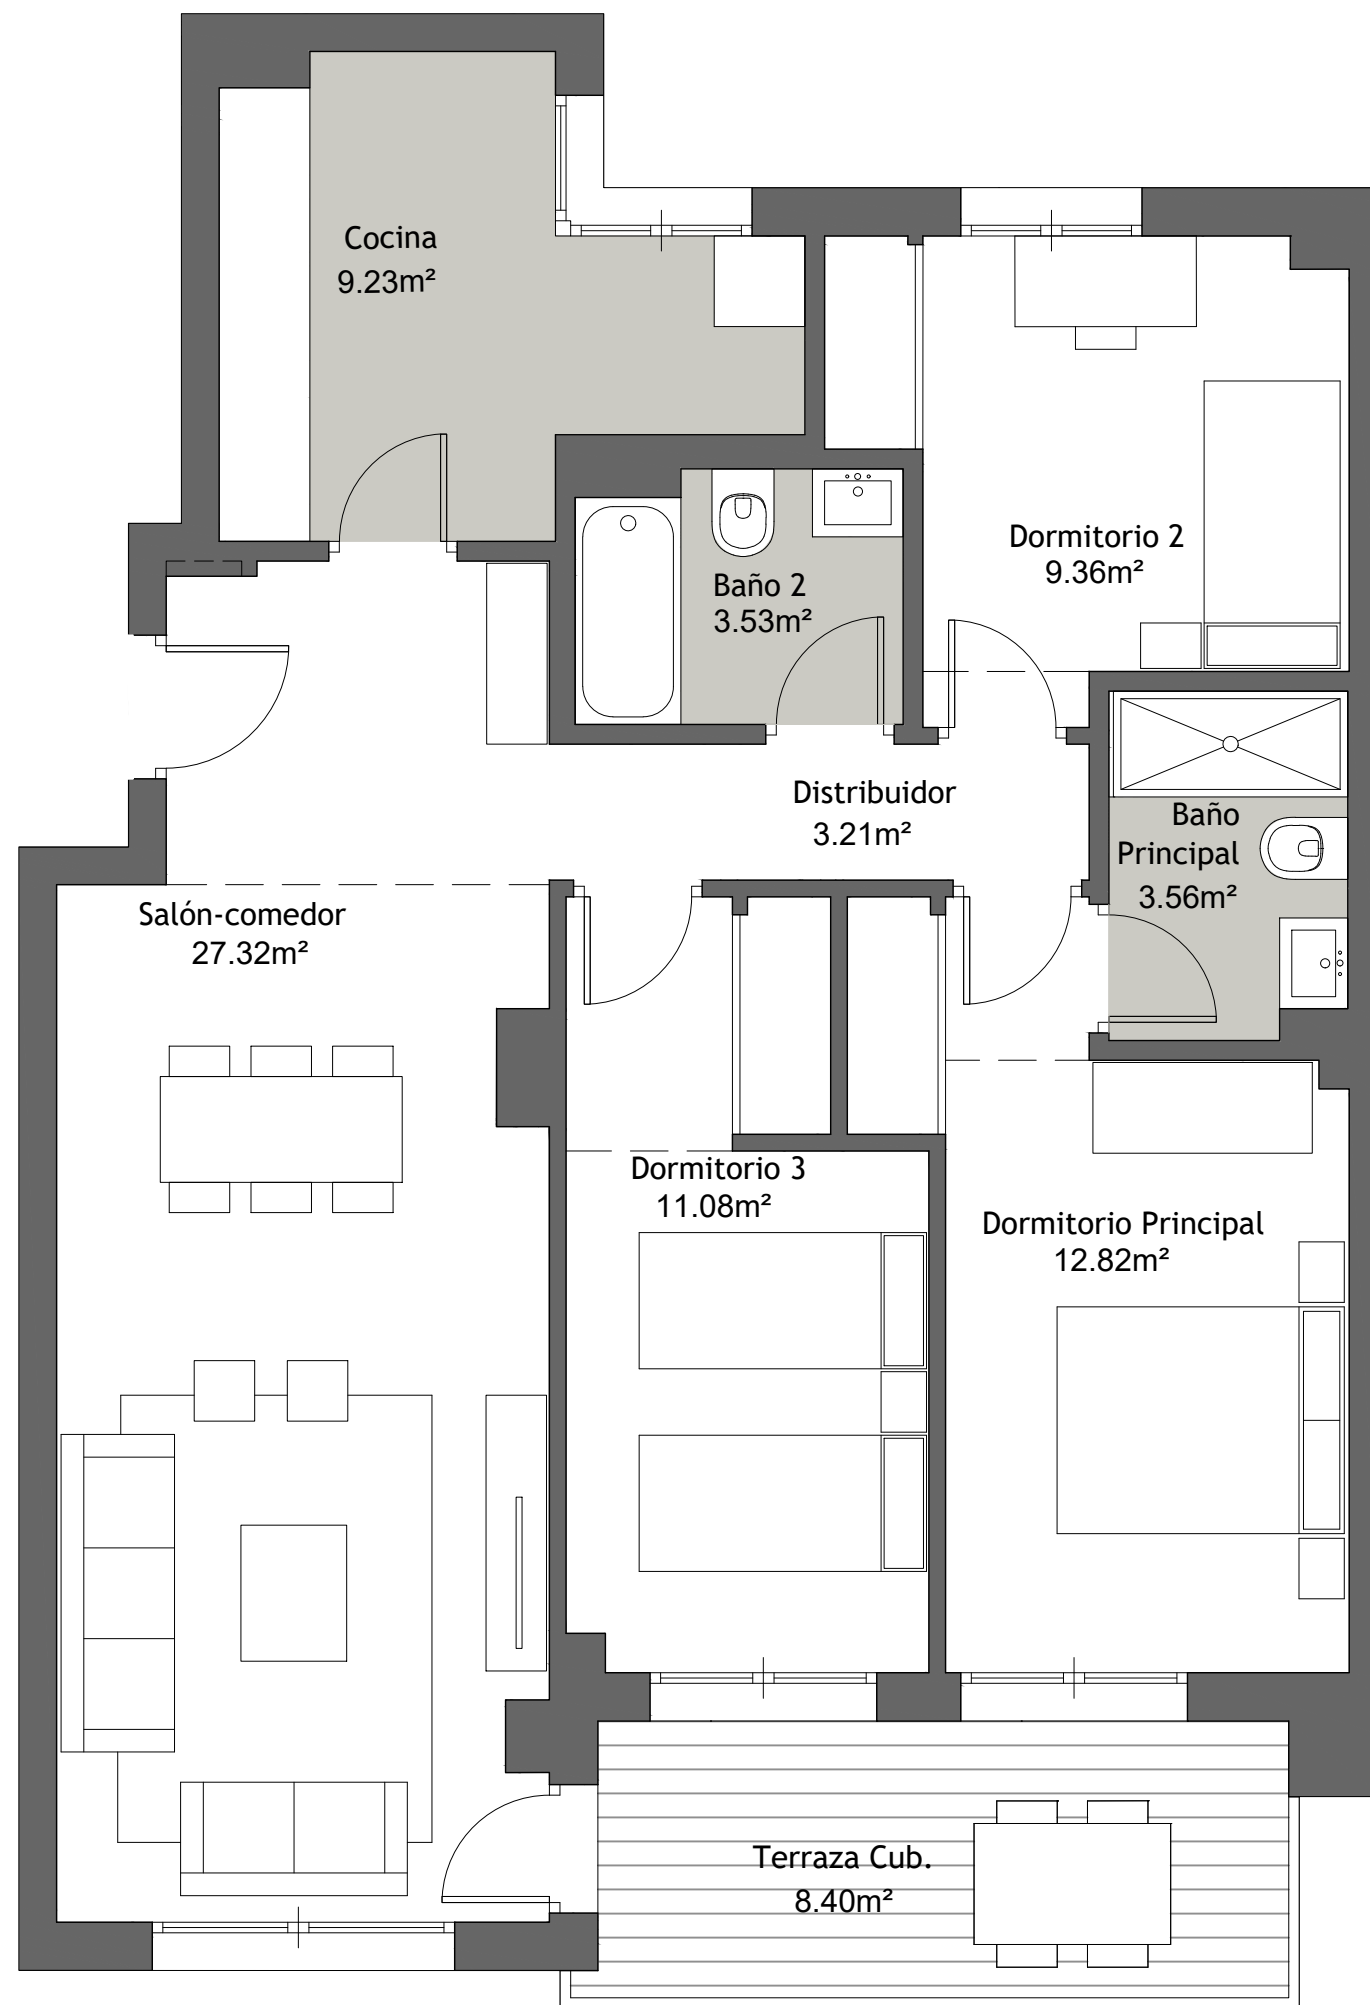 Cocina
9.23m²
Dormitorio 2
9.36m²
Baño 2
3.53m²
Distribuidor
3.21m²
Baño
Principal
3.56m²
Salón-comedor
27.32m²
Dormitorio 3
11.08m²
Dormitorio Principal
12.82m²
Terraza Cub.
8.40m²